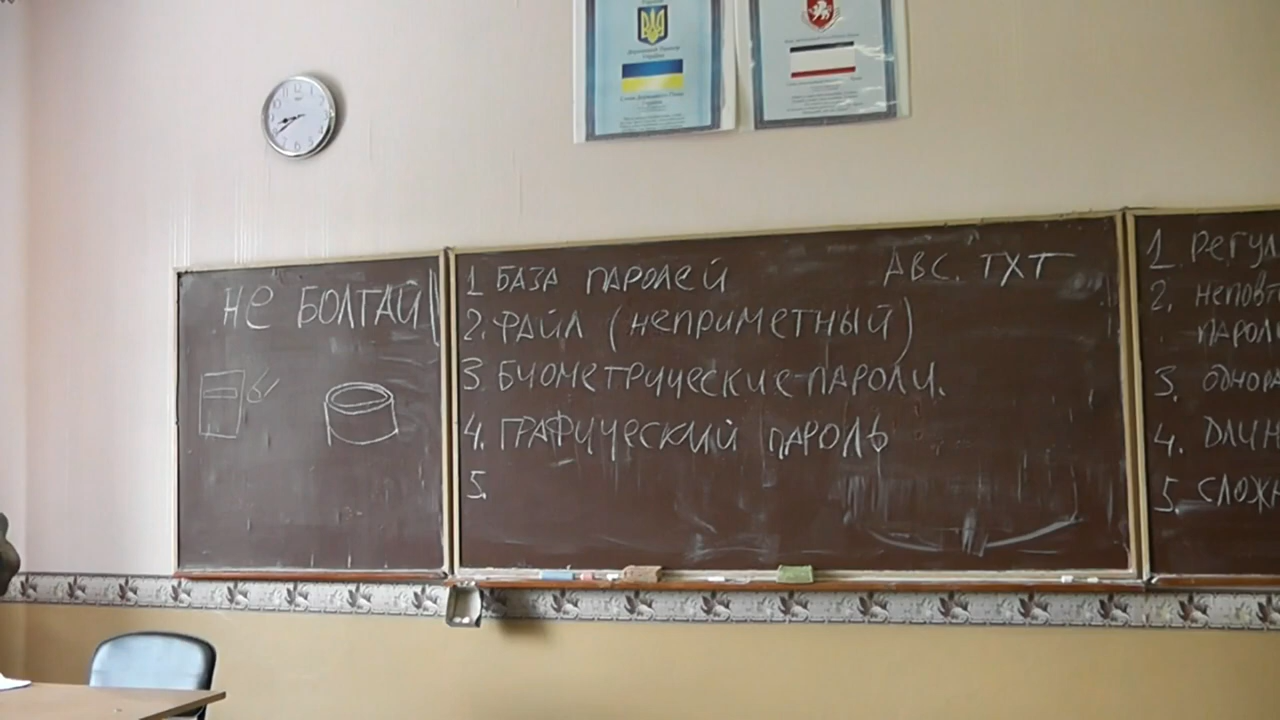 НЕ БОЛТАЙ!
1 БАЗА ПАРОЛЕЙ АВС. ТХТ
2. ФАЙЛ (НЕПРИМЕТНЫЙ)
3. БИОМЕТРИЧЕСКИЕ ПАРОЛИ.
4. ГРАФИЧЕСКИЙ ПАРОЛЬ
5.
1. РЕГУЛ
2. НЕПОВТ
ПАРОЛ
3. ОДНОРА
4. ДЛИН
5. СЛОЖН